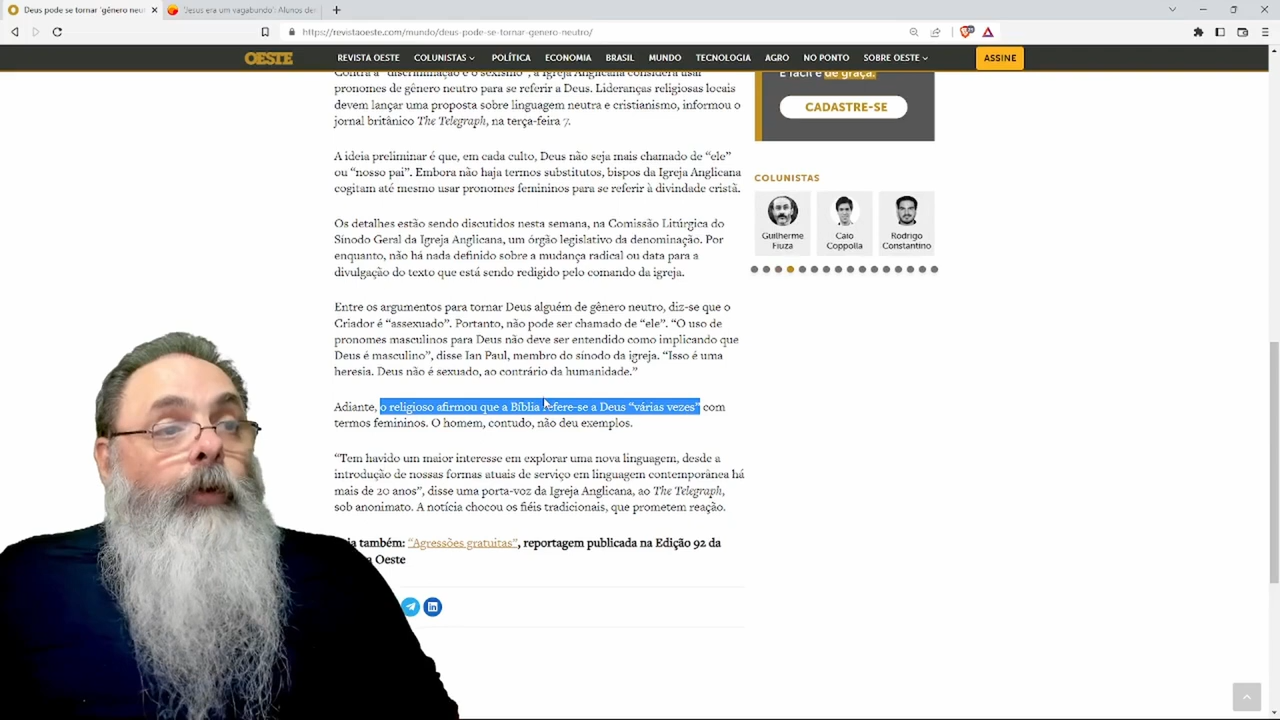 Deus pode se tornar 'gênero neu
'Jesus era um vagabundo': Alunos de
https://revistaoeste.com/mundo/deus-pode-se-tornar-genero-neutro/
OESTE
REVISTA OESTE COLUNISTAS POLÍTICA ECONOMIA BRASIL MUNDO TECNOLOGIA AGRO NO PONTO SOBRE OESTE ASSINE
Contra a “discriminação e o sexismo”, a Igreja Anglicana considera usar
pronomes de gênero neutro para se referir a Deus. Lideranças religiosas locais
devem lançar uma proposta sobre linguagem neutra e cristianismo, informou o
jornal britânico The Telegraph, na terça-feira 7.
A ideia preliminar é que, em cada culto, Deus não seja mais chamado de “ele”
ou “nosso pai”. Embora não haja termos substitutos, bispos da Igreja Anglicana
cogitam até mesmo usar pronomes femininos para se referir à divindade cristã.
Os detalhes estão sendo discutidos nesta semana, na Comissão Litúrgica do
Sínodo Geral da Igreja Anglicana, um órgão legislativo da denominação. Por
enquanto, não há nada definido sobre a mudança radical ou data para a
divulgação do texto que está sendo redigido pelo comando da igreja.
Entre os argumentos para tornar Deus alguém de gênero neutro, diz-se que o
Criador é “assexuado”. Portanto, não pode ser chamado de “ele”. “O uso de
pronomes masculinos para Deus não deve ser entendido como implicando que
Deus é masculino”, disse Ian Paul, membro do sínodo da igreja. “Isso é uma
heresia. Deus não é sexuado, ao contrário da humanidade.”
Adiante, o religioso afirmou que a Bíblia refere-se a Deus “várias vezes” com
termos femininos. O homem, contudo, não deu exemplos.
“Tem havido um maior interesse em explorar uma nova linguagem, desde a
introdução de nossas formas atuais de serviço em linguagem contemporânea há
mais de 20 anos”, disse uma porta-voz da Igreja Anglicana, ao The Telegraph,
sob anonimato. A notícia chocou os fiéis tradicionais, que prometem reação.
também: “Agressões gratuitas”, reportagem publicada na Edição 92 da
Oeste
É fácil e de graça.
CADASTRE-SE
COLUNISTAS
Guilherme Fiuza
Caio Coppolla
Rodrigo Constantino